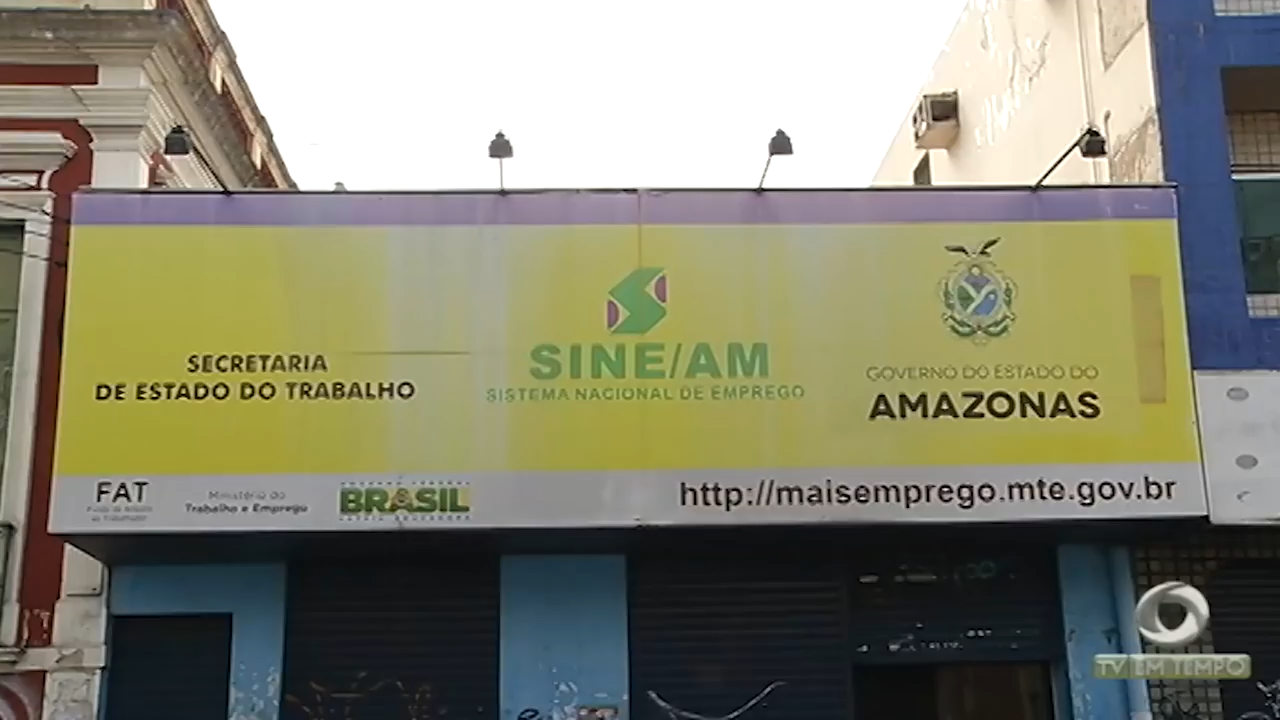 SECRETARIA
DE ESTADO DO TRABALHO
SINE/AM
SISTEMA NACIONAL DE EMPREGO
GOVERNO DO ESTADO DO
AMAZONAS
FAT
Ministério do
Trabalho e Emprego
BRASIL
http://maisemprego.mte.gov.br
TV EM TEMPO